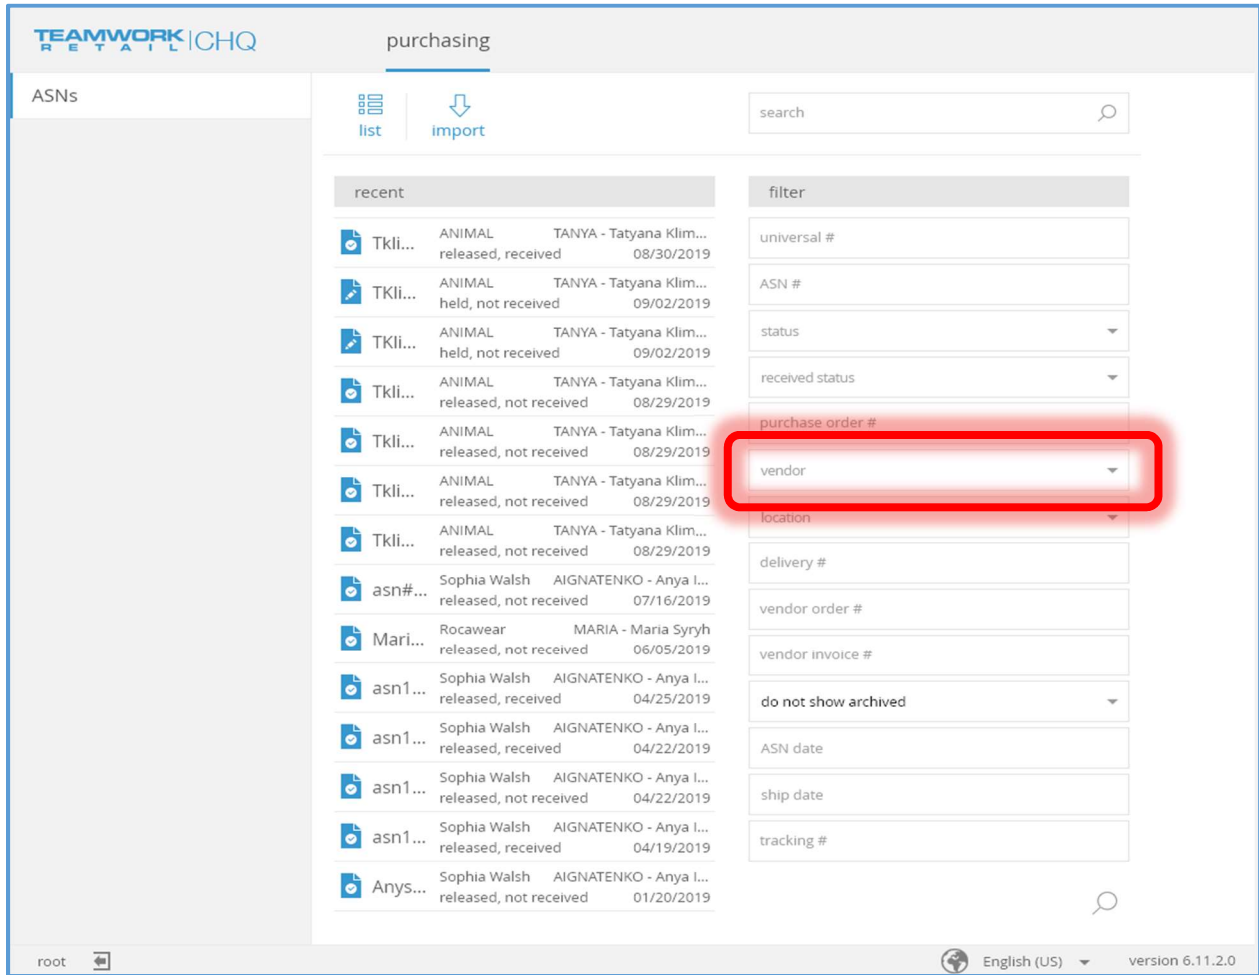 TEAMWORK RETAIL | CHQ
purchasing
ASNs
list
import
search
recent
Tkli... ANIMAL TANYA - Tatyana Klim...
released, received 08/30/2019
TKli... ANIMAL TANYA - Tatyana Klim...
held, not received 09/02/2019
TKli... ANIMAL TANYA - Tatyana Klim...
held, not received 09/02/2019
Tkli... ANIMAL TANYA - Tatyana Klim...
released, not received 08/29/2019
Tkli... ANIMAL TANYA - Tatyana Klim...
released, not received 08/29/2019
Tkli... ANIMAL TANYA - Tatyana Klim...
released, not received 08/29/2019
Tkli... ANIMAL TANYA - Tatyana Klim...
released, not received 08/29/2019
asn#... Sophia Walsh AIGNATENKO - Anya I...
released, not received 07/16/2019
Mari... Rocawear MARIA - Maria Syryh
released, not received 06/05/2019
asn1... Sophia Walsh AIGNATENKO - Anya I...
released, received 04/25/2019
asn1... Sophia Walsh AIGNATENKO - Anya I...
released, received 04/22/2019
asn1... Sophia Walsh AIGNATENKO - Anya I...
released, not received 04/22/2019
asn1... Sophia Walsh AIGNATENKO - Anya I...
released, received 04/19/2019
Anys... Sophia Walsh AIGNATENKO - Anya I...
released, not received 01/20/2019
filter
universal #
ASN #
status
received status
purchase order #
vendor
location
delivery #
vendor order #
vendor invoice #
do not show archived
ASN date
ship date
tracking #
root
English (US)
version 6.11.2.0